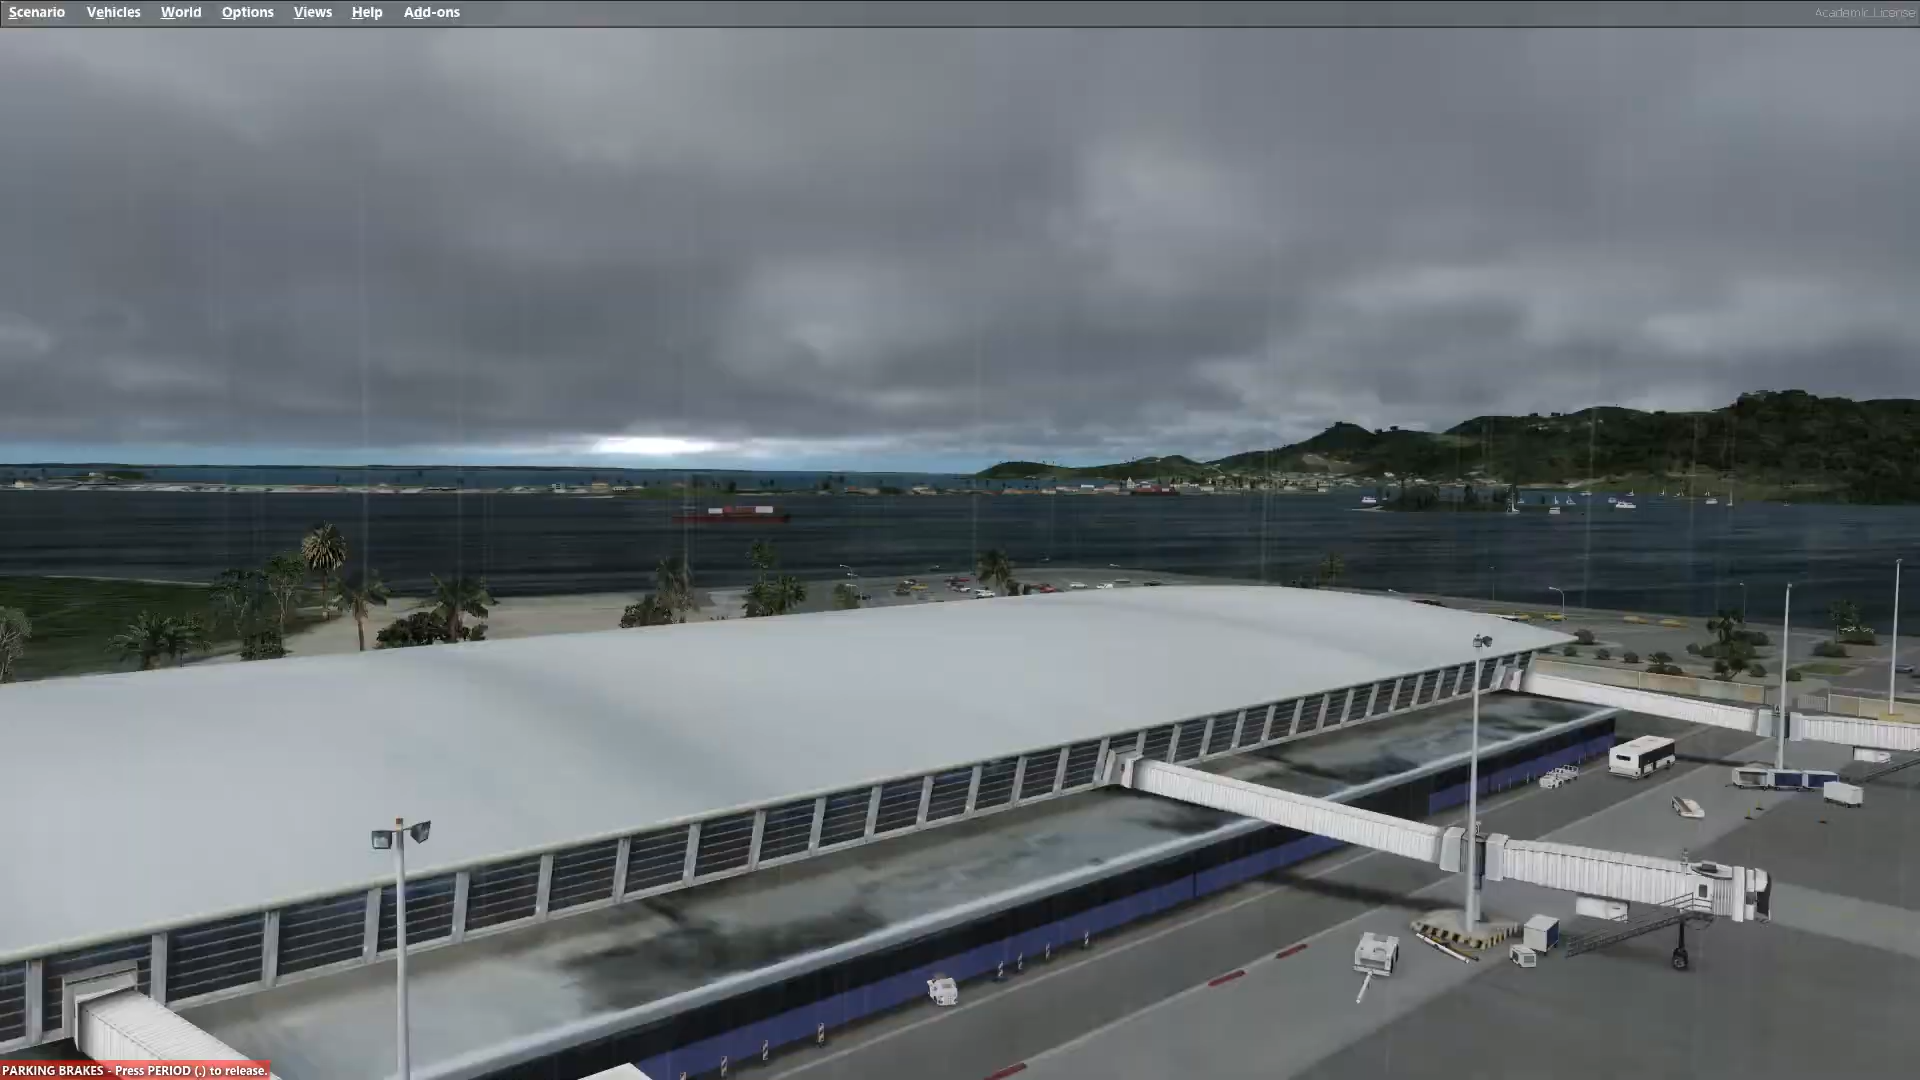 Scenario Vehicles World Options Views Help Add-ons
Academic License
PARKING BRAKES - Press PERIOD (.) to release.